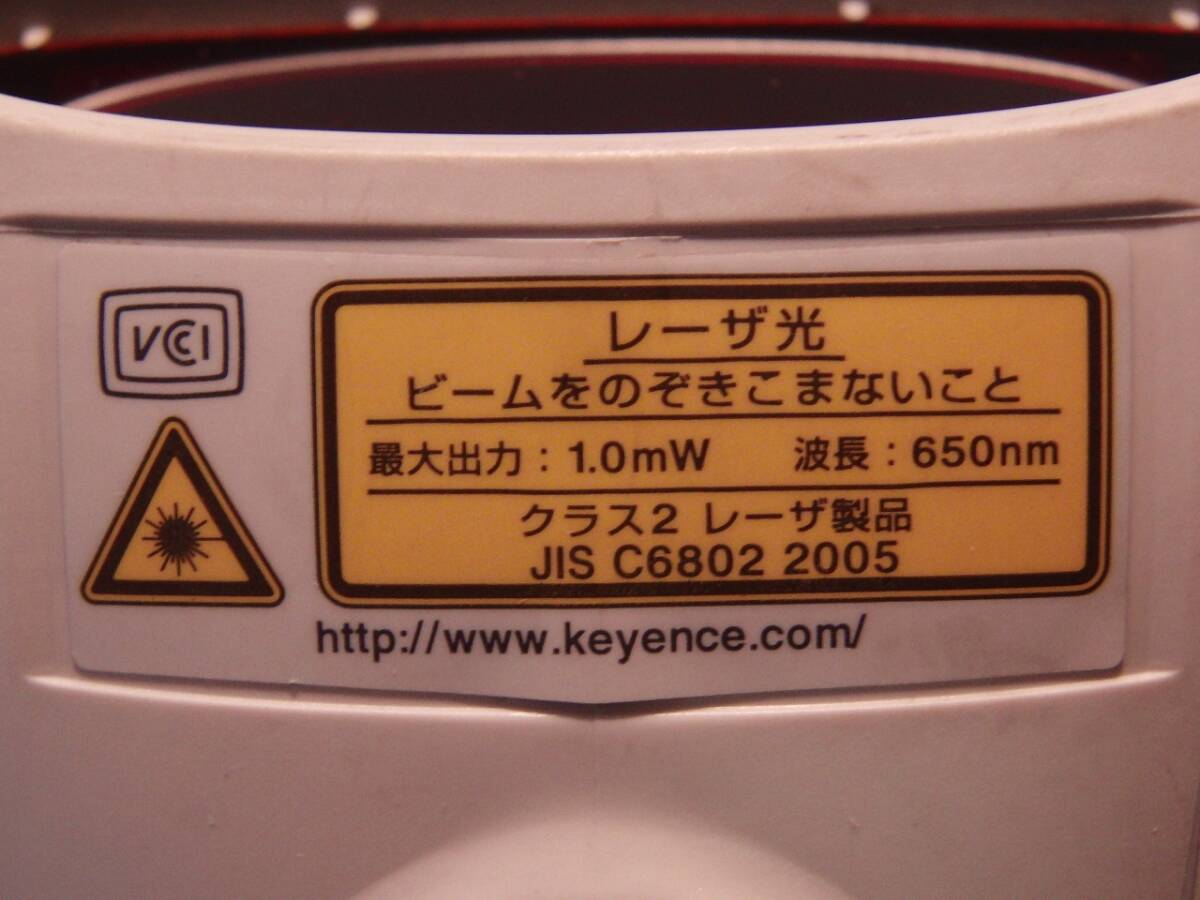 VCCI
レーザ光
ビームをのぞきこまないこと
最大出力：1.0mW 波長：650nm
クラス2 レーザ製品
JIS C6802 2005
http://www.keyence.com/